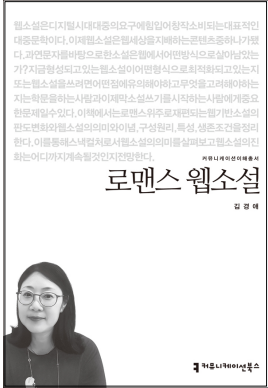 웹소설은디지털시대대중의요구에힘입어창작소비되는대표적인
대중문학이다.이제웹소설은웹세상을지배하는콘텐츠중하나가됐
다.과연문자를바탕으로한소설은웹에서어떤방식으로살아남았는
가?지금형성되고있는웹소설이어떤형식으로최적화되고있는지
또는웹소설을쓰려면어떤점에유의해야하고무엇을고려해야하는
지는학문을하는사람과이제막소설쓰기를시작하는사람에게중요
한문제일수있다.이책에서는로맨스위주로재편되는웹기반소설의
판도변화와웹소설의의미와이념,구성원리,특성,생존조건을정리
한다.이를통해스낵컬처로서웹소설의의미를살펴보고웹소설의진
화는어디까지계속될것인지전망한다.
커뮤니케이션이해총서
로맨스 웹소설
김경애
커뮤니케이션북스